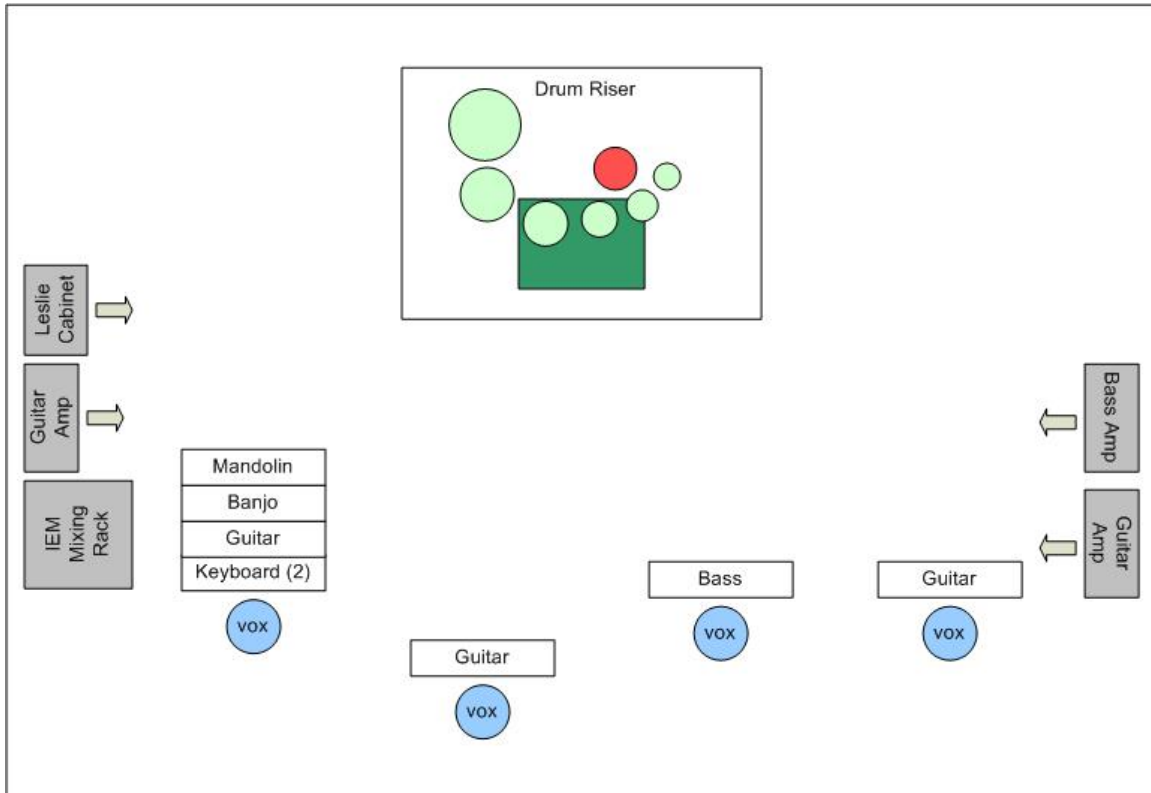 Drum Riser
Leslie
Cabinet
Guitar
Amp
IEM
Mixing
Rack
Mandolin
Banjo
Guitar
Keyboard (2)
vox
Guitar
vox
Bass
vox
Guitar
vox
Bass Amp
Guitar
Amp